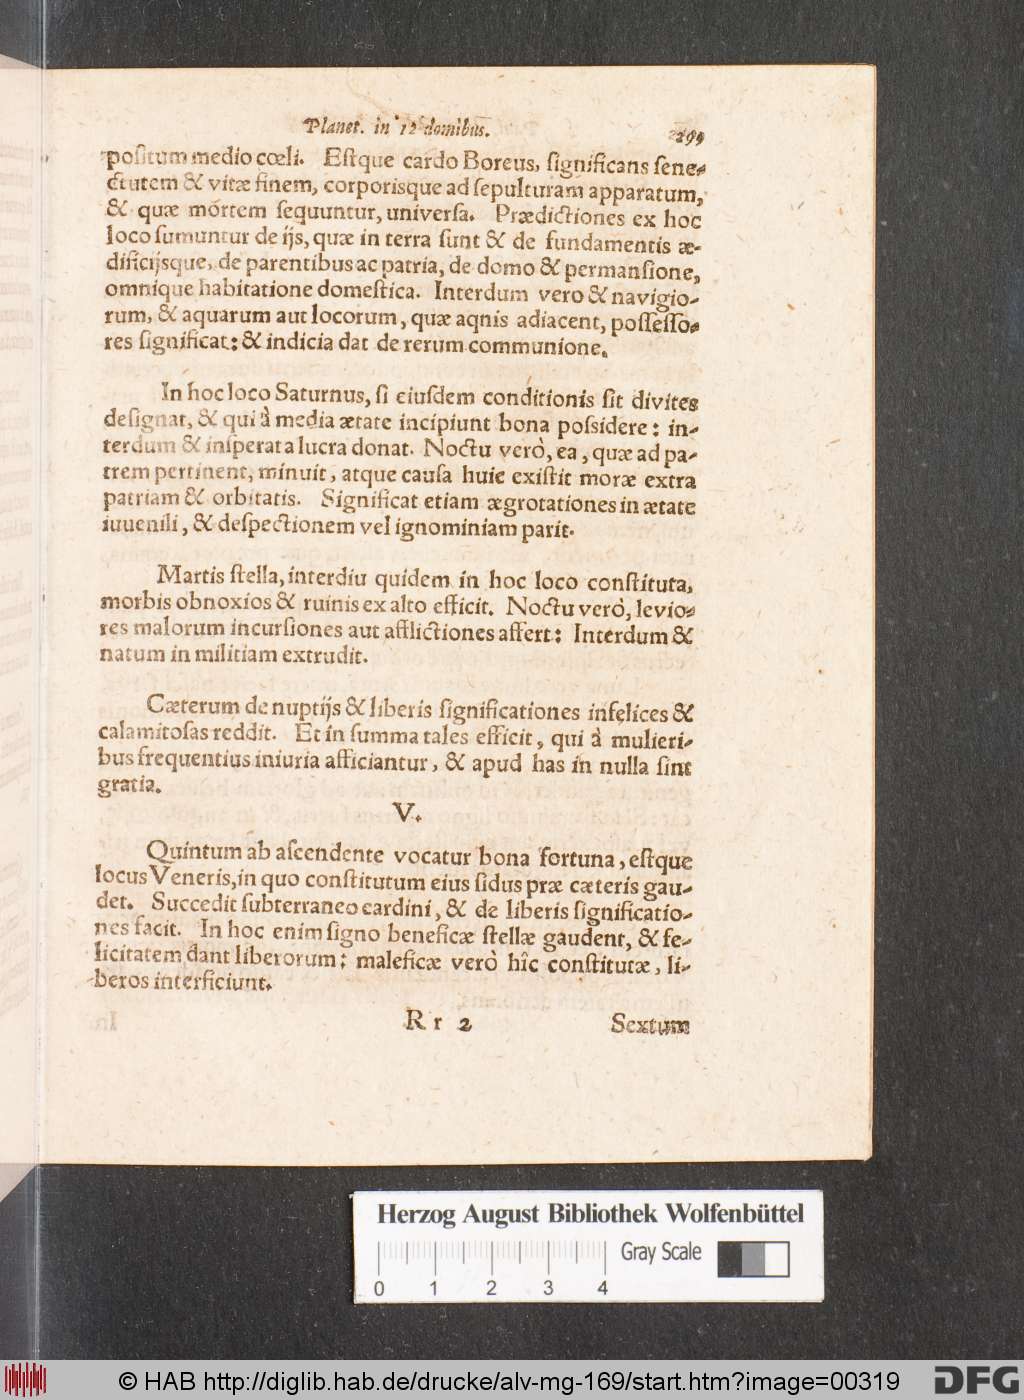 Planet. in 12 domibus. 299
positum medio cœli. Estque cardo Boreus, significans sene-
ctutem & vitæ finem, corporisque ad sepulturam apparatum,
& quæ mortem sequuntur, universa. Prædictiones ex hoc
loco sumuntur de ijs, quæ in terra sunt & de fundamentis æ-
dificijsque, de parentibus ac patria, de domo & permansione,
omnique habitatione domestica. Interdum vero & navigio-
rum, & aquarum aut locorum, quæ aqnis adiacent, possesso-
res significat: & indicia dat de rerum communione.
In hoc loco Saturnus, si eiusdem conditionis sit divites
designat, & qui à media ætate incipiunt bona possidere: in-
terdum & insperata lucra donat. Noctu verò, ea, quæ ad pa-
trem pertinent, minuit, atque causa huic existit moræ extra
patriam & orbitatis. Significat etiam ægrotationes in ætate
iuuenili, & despectionem vel ignominiam parit.
Martis stella, interdiu quidem in hoc loco constituta,
morbis obnoxios & ruinis ex alto efficit. Noctu verò, levio-
res malorum incursiones aut afflictiones affert: Interdum &
natum in militiam extrudit.
Cæterum de nuptijs & liberis significationes infelices &
calamitosas reddit. Et in summa tales efficit, qui à mulieri-
bus frequentius iniuria afficiantur, & apud has in nulla sint
gratia.
V.
Quintum ab ascendente vocatur bona fortuna, estque
locus Veneris, in quo constitutum eius sidus præ cæteris gau-
det. Succedit subterraneo cardini, & de liberis significatio-
nes facit. In hoc enim signo beneficæ stellæ gaudent, & fe-
licitatem dant liberorum: maleficæ verò hîc constitutæ, li-
beros interficiunt.
Rr 2 Sextum
Herzog August Bibliothek Wolfenbüttel
Gray Scale
0 1 2 3 4
© HAB http://diglib.hab.de/drucke/alv-mg-169/start.htm?image=00319
DFG